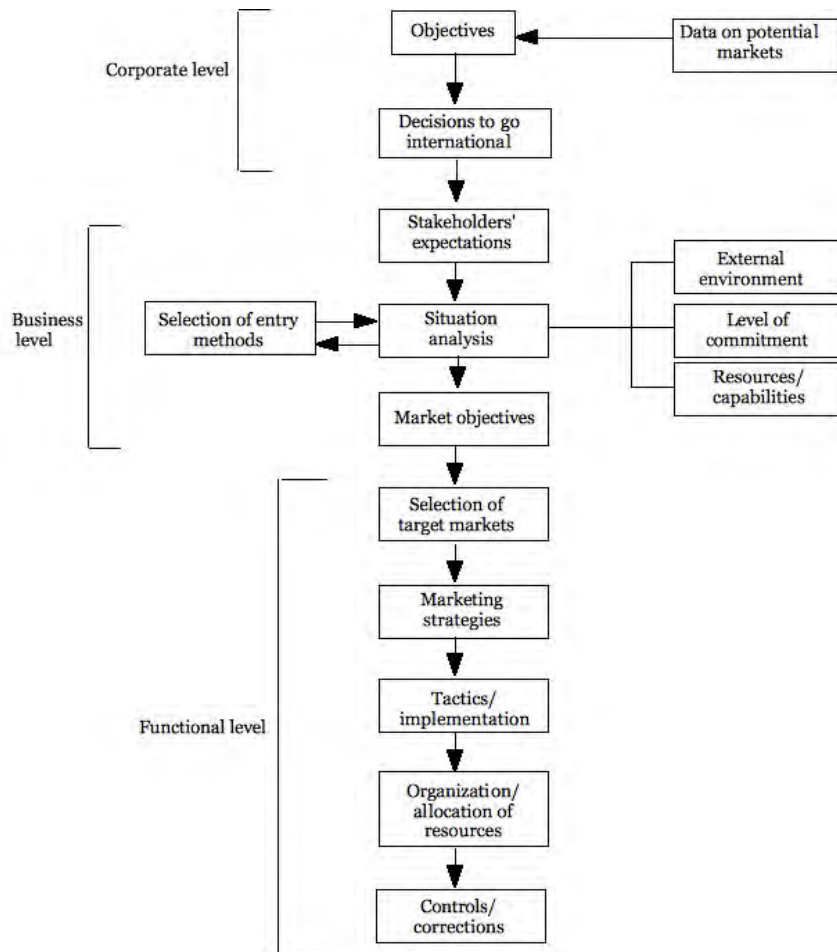 Objectives
Data on potential
markets
Corporate level
Decisions to go
international
Stakeholders'
expectations
External
environment
Business
level
Selection of entry
methods
Situation
analysis
Level of
commitment
Resources/
capabilities
Market objectives
Selection of
target markets
Marketing
strategies
Functional level
Tactics/
implementation
Organization/
allocation of
resources
Controls/
corrections